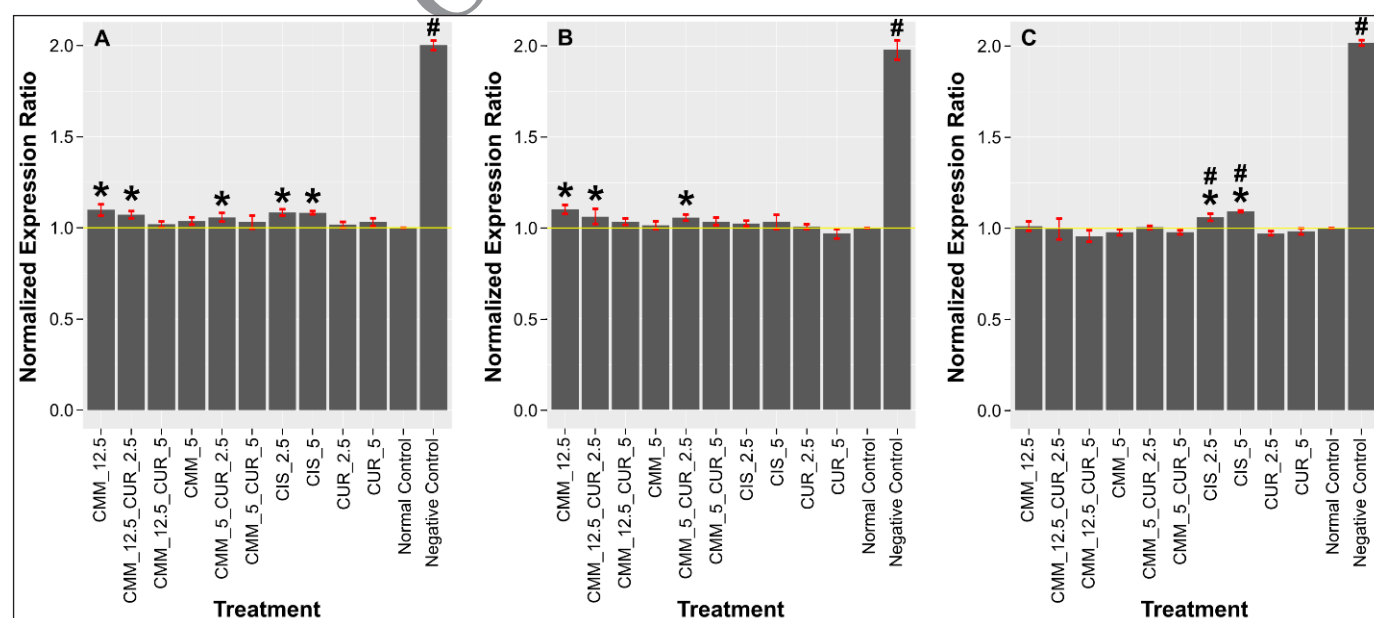 A
#
2.0
1.5
1.0
0.5
0.0
Normalized Expression Ratio
* * * * *
CMM_12.5
CMM_12.5_CUR_2.5
CMM_12.5_CUR_5
CMM_5
CMM_5_CUR_2.5
CMM_5_CUR_5
CIS_2.5
CIS_5
CUR_2.5
CUR_5
Normal Control
Negative Control
Treatment
B
#
2.0
1.5
1.0
0.5
0.0
Normalized Expression Ratio
* * *
CMM_12.5
CMM_12.5_CUR_2.5
CMM_12.5_CUR_5
CMM_5
CMM_5_CUR_2.5
CMM_5_CUR_5
CIS_2.5
CIS_5
CUR_2.5
CUR_5
Normal Control
Negative Control
Treatment
C
#
2.0
1.5
1.0
0.5
0.0
Normalized Expression Ratio
# #
* *
CMM_12.5
CMM_12.5_CUR_2.5
CMM_12.5_CUR_5
CMM_5
CMM_5_CUR_2.5
CMM_5_CUR_5
CIS_2.5
CIS_5
CUR_2.5
CUR_5
Normal Control
Negative Control
Treatment